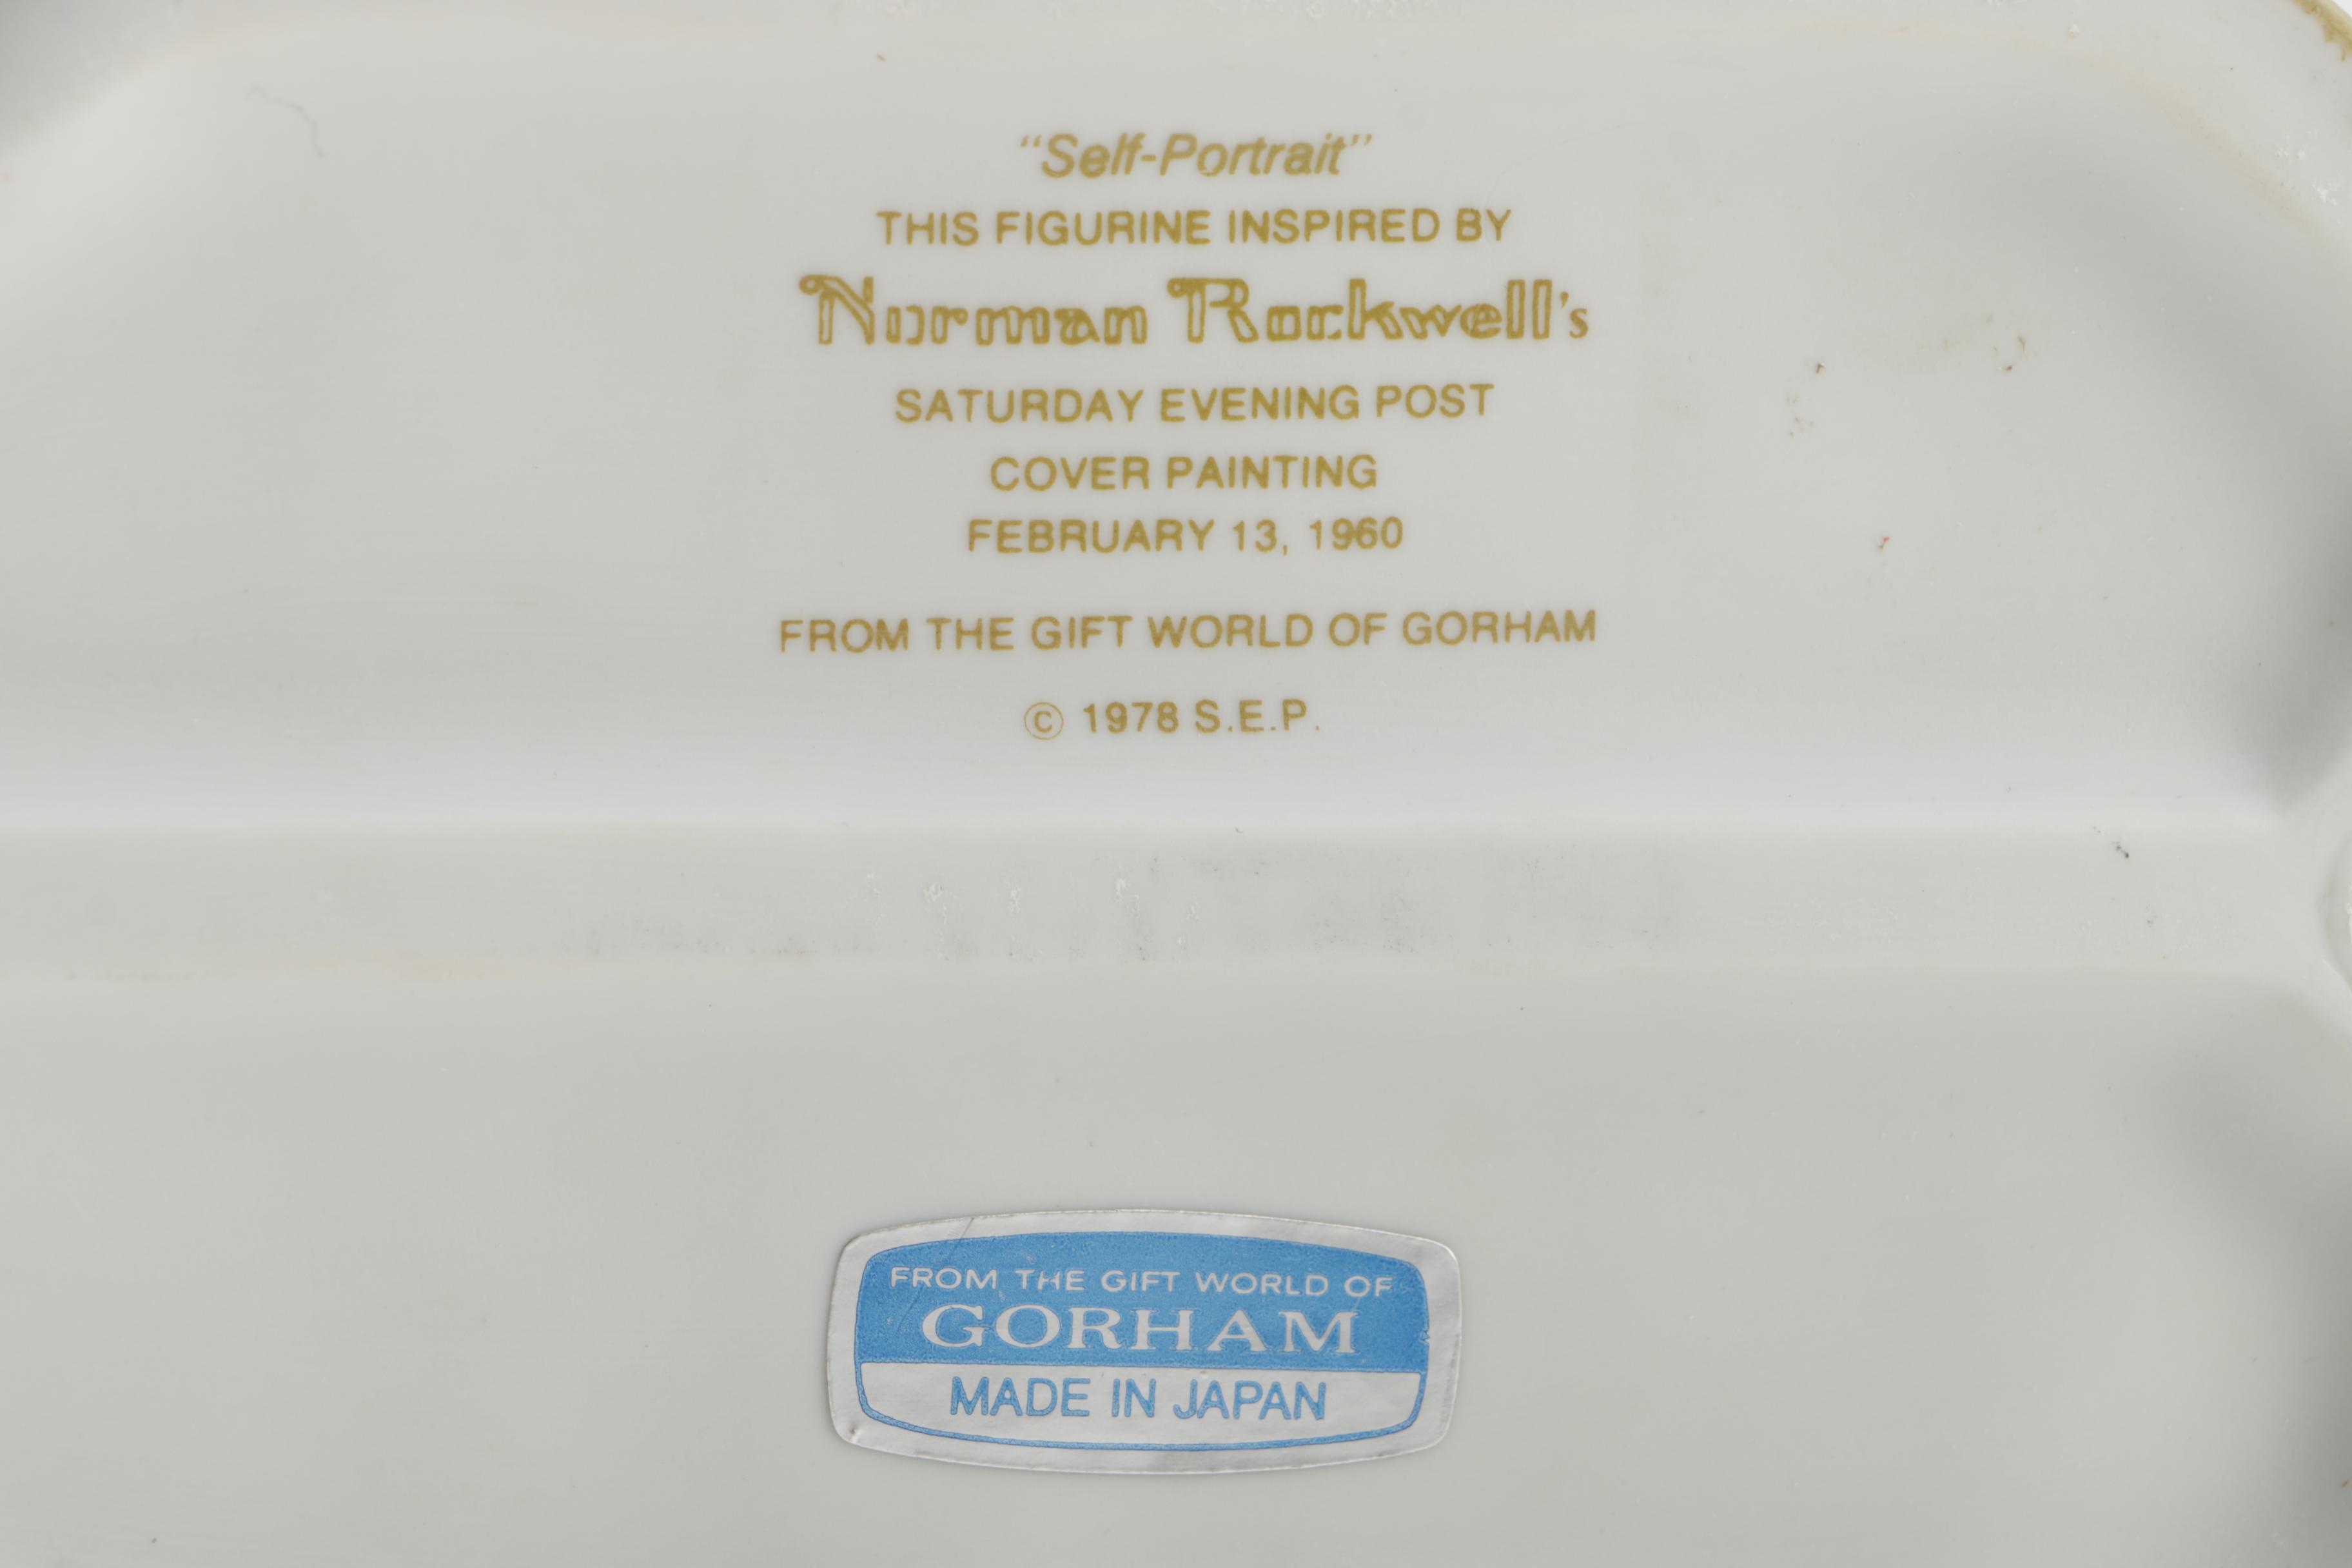 “Self-Portrait”
THIS FIGURINE INSPIRED BY
Norman Rockwell's
SATURDAY EVENING POST
COVER PAINTING
FEBRUARY 13, 1960
FROM THE GIFT WORLD OF GORHAM
© 1978 S.E.P.
FROM THE GIFT WORLD OF
GORHAM
MADE IN JAPAN